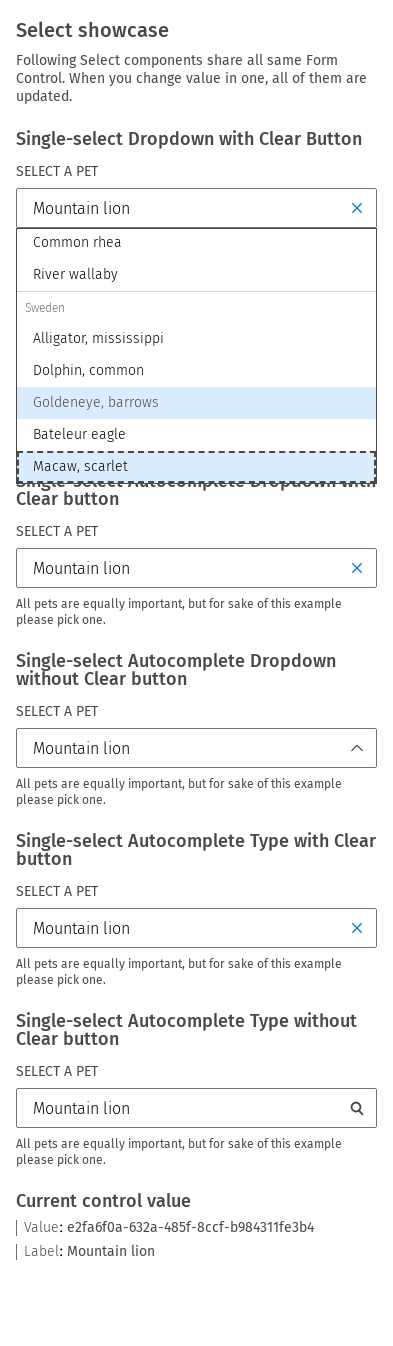 Select showcase
Following Select components share all same Form
Control. When you change value in one, all of them are
updated.
Single-select Dropdown with Clear Button
SELECT A PET
Mountain lion
Common rhea
River wallaby
Sweden
Alligator, mississippi
Dolphin, common
Goldeneye, barrows
Bateleur eagle
Macaw, scarlet
Single-select Autocomplete Dropdown with
Clear button
SELECT A PET
Mountain lion
All pets are equally important, but for sake of this example
please pick one.
Single-select Autocomplete Dropdown
without Clear button
SELECT A PET
Mountain lion
All pets are equally important, but for sake of this example
please pick one.
Single-select Autocomplete Type with Clear
button
SELECT A PET
Mountain lion
All pets are equally important, but for sake of this example
please pick one.
Single-select Autocomplete Type without
Clear button
SELECT A PET
Mountain lion
All pets are equally important, but for sake of this example
please pick one.
Current control value
Value: e2fa6f0a-632a-485f-8ccf-b984311fe3b4
Label: Mountain lion